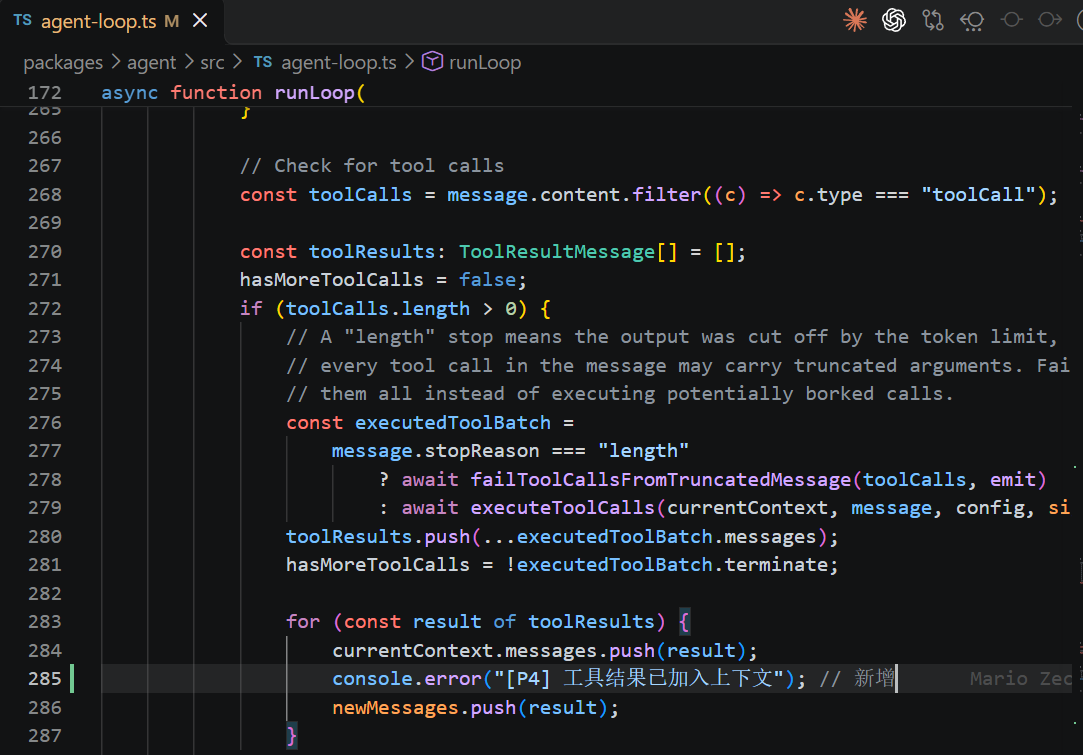 TS agent-loop.ts M
packages > agent > src > TS agent-loop.ts > runLoop
172 async function runLoop(
265 }
266
267 // Check for tool calls
268 const toolCalls = message.content.filter((c) => c.type === "toolCall");
269
270 const toolResults: ToolResultMessage[] = [];
271 hasMoreToolCalls = false;
272 if (toolCalls.length > 0) {
273 // A "length" stop means the output was cut off by the token limit,
274 // every tool call in the message may carry truncated arguments. Fai
275 // them all instead of executing potentially borked calls.
276 const executedToolBatch =
277 message.stopReason === "length"
278 ? await failToolCallsFromTruncatedMessage(toolCalls, emit)
279 : await executeToolCalls(currentContext, message, config, si
280 toolResults.push(...executedToolBatch.messages);
281 hasMoreToolCalls = !executedToolBatch.terminate;
282
283 for (const result of toolResults) {
284 currentContext.messages.push(result);
285 console.error("[P4] 工具结果已加入上下文"); // 新增 Mario Zec
286 newMessages.push(result);
287 }